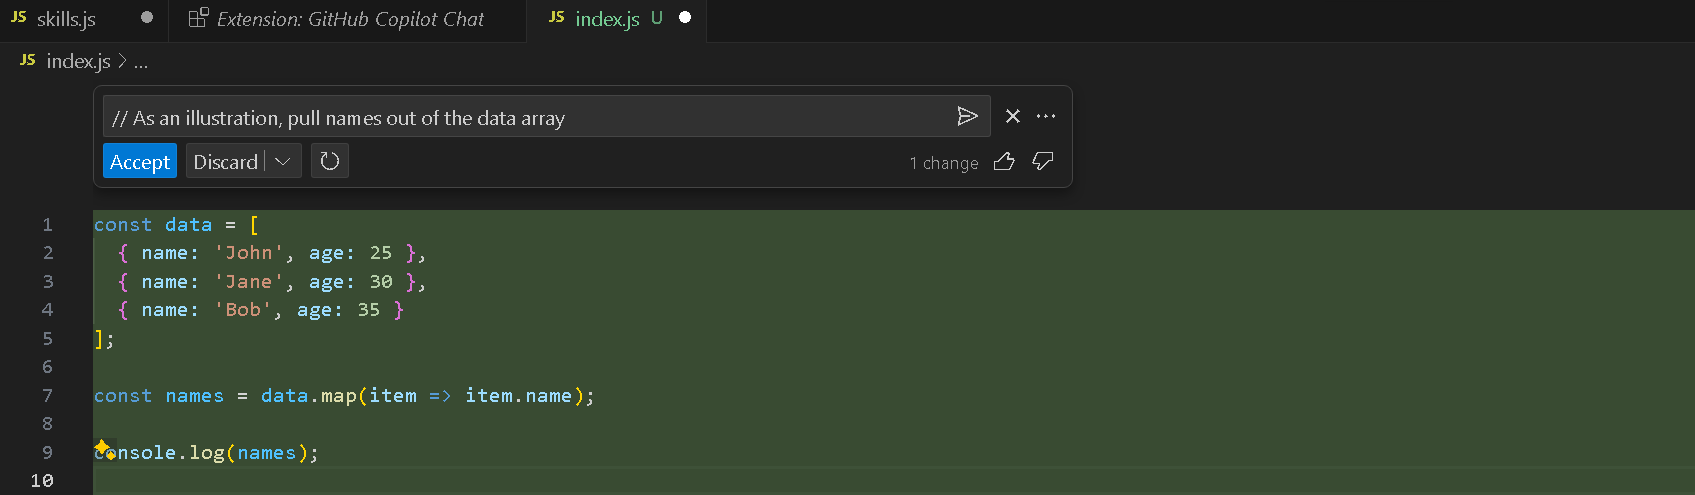 JS skills.js Extension: GitHub Copilot Chat JS index.js U
JS index.js > ...
// As an illustration, pull names out of the data array
Accept Discard 1 change
1 const data = [
2 { name: 'John', age: 25 },
3 { name: 'Jane', age: 30 },
4 { name: 'Bob', age: 35 }
5 ];
6
7 const names = data.map(item => item.name);
8
9 console.log(names);
10